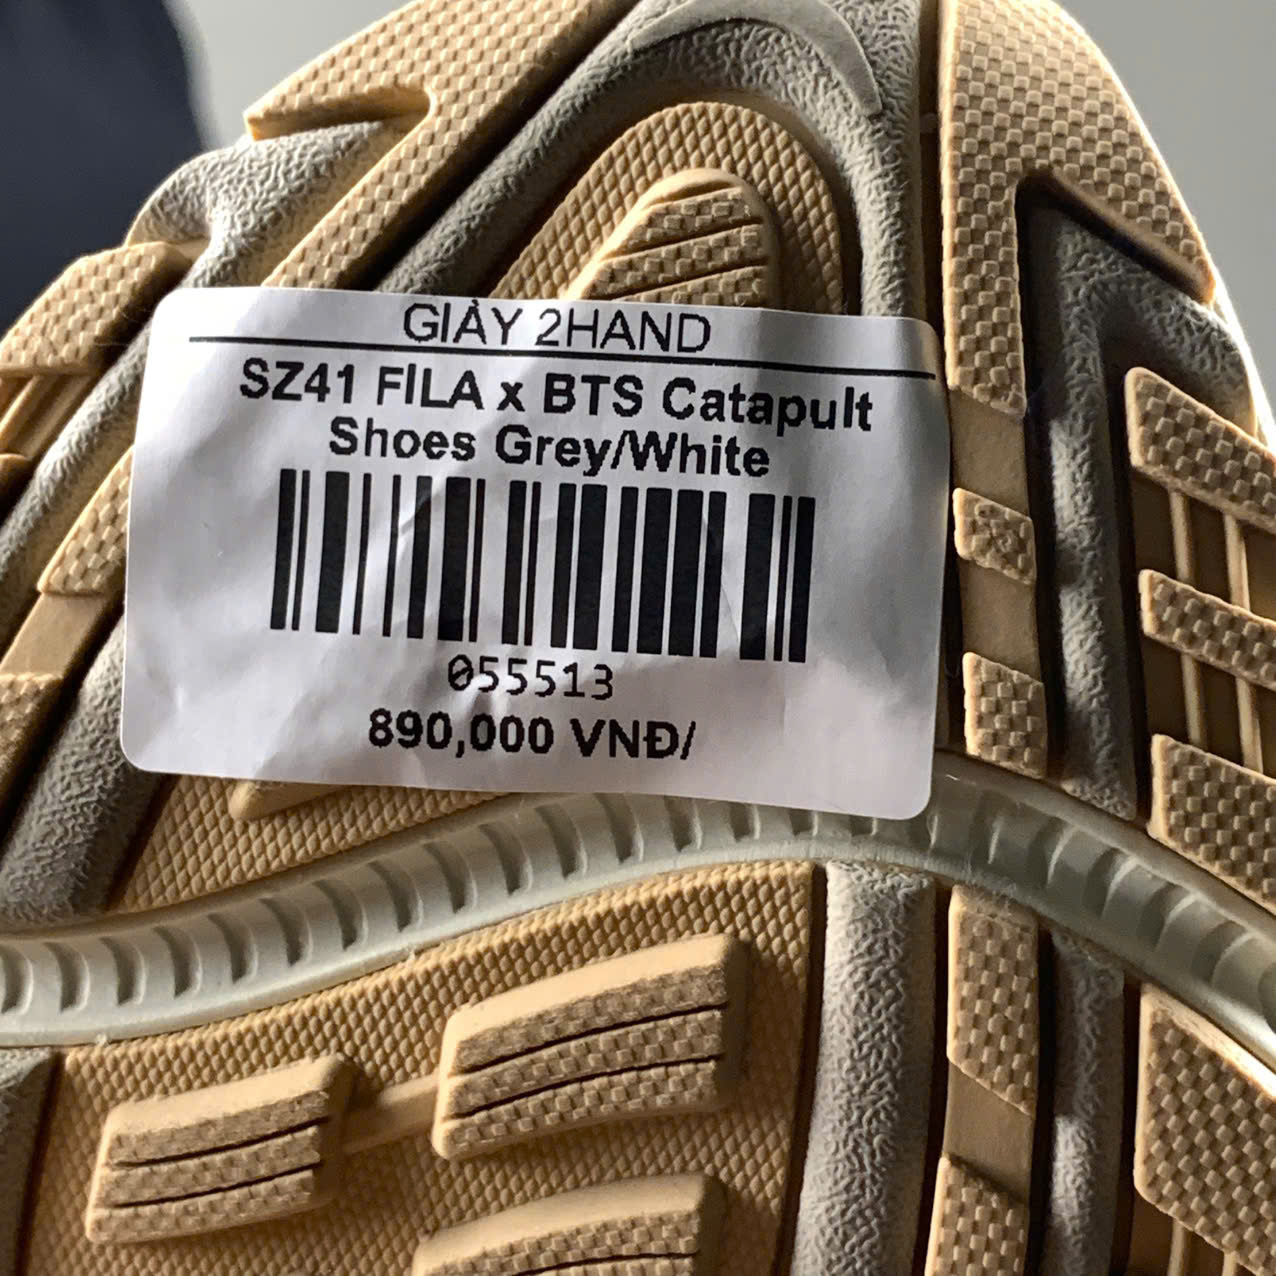 GIÀY 2HAND
SZ41 FILA x BTS Catapult
Shoes Grey/White
055513
890,000 VNĐ/